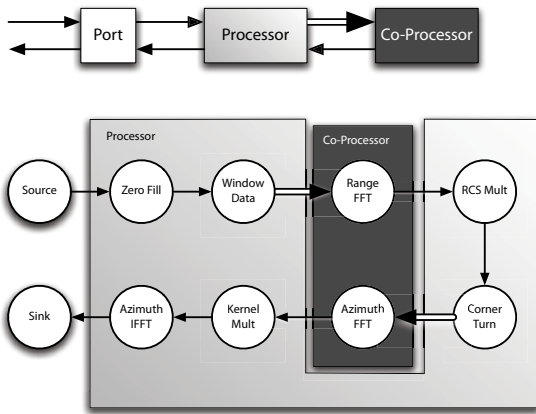 Port
Processor
Co-Processor
Processor
Co-Processor
Source
Zero Fill
Window
Data
Range
FFT
RCS Mult
Sink
Azimuth
IFFT
Kernel
Mult
Azimuth
FFT
Corner
Turn